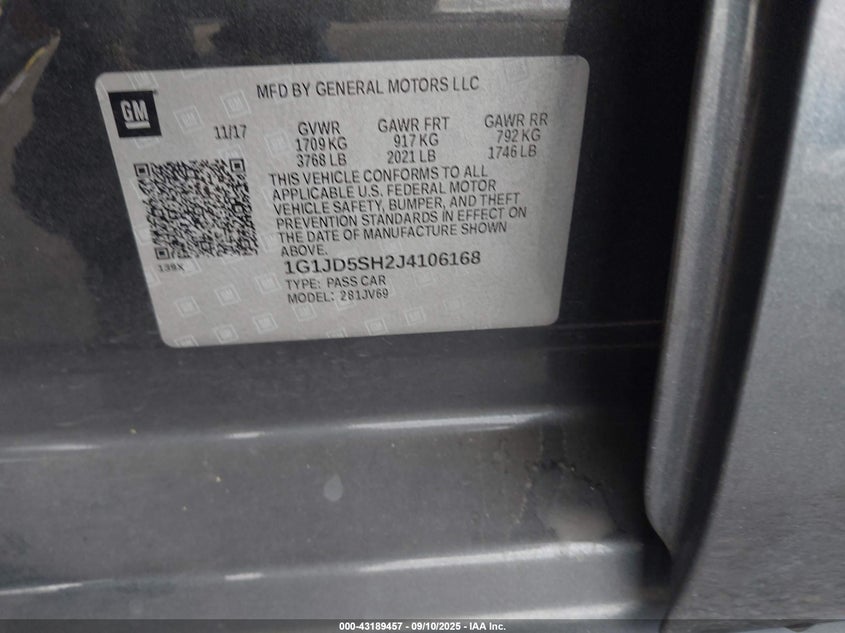 GM
MFD BY GENERAL MOTORS LLC
11/17
GVWR
1709 KG
3768 LB
GAWR FRT
917 KG
2021 LB
GAWR RR
792 KG
1746 LB
THIS VEHICLE CONFORMS TO ALL
APPLICABLE U.S. FEDERAL MOTOR
VEHICLE SAFETY, BUMPER, AND THEFT
PREVENTION STANDARDS IN EFFECT ON
THE DATE OF MANUFACTURE SHOWN
ABOVE.
139X
1G1JD5SH2J4106168
TYPE: PASS CAR
MODEL: 281JV69
000-43189457 - 09/10/2025 - IAA Inc.